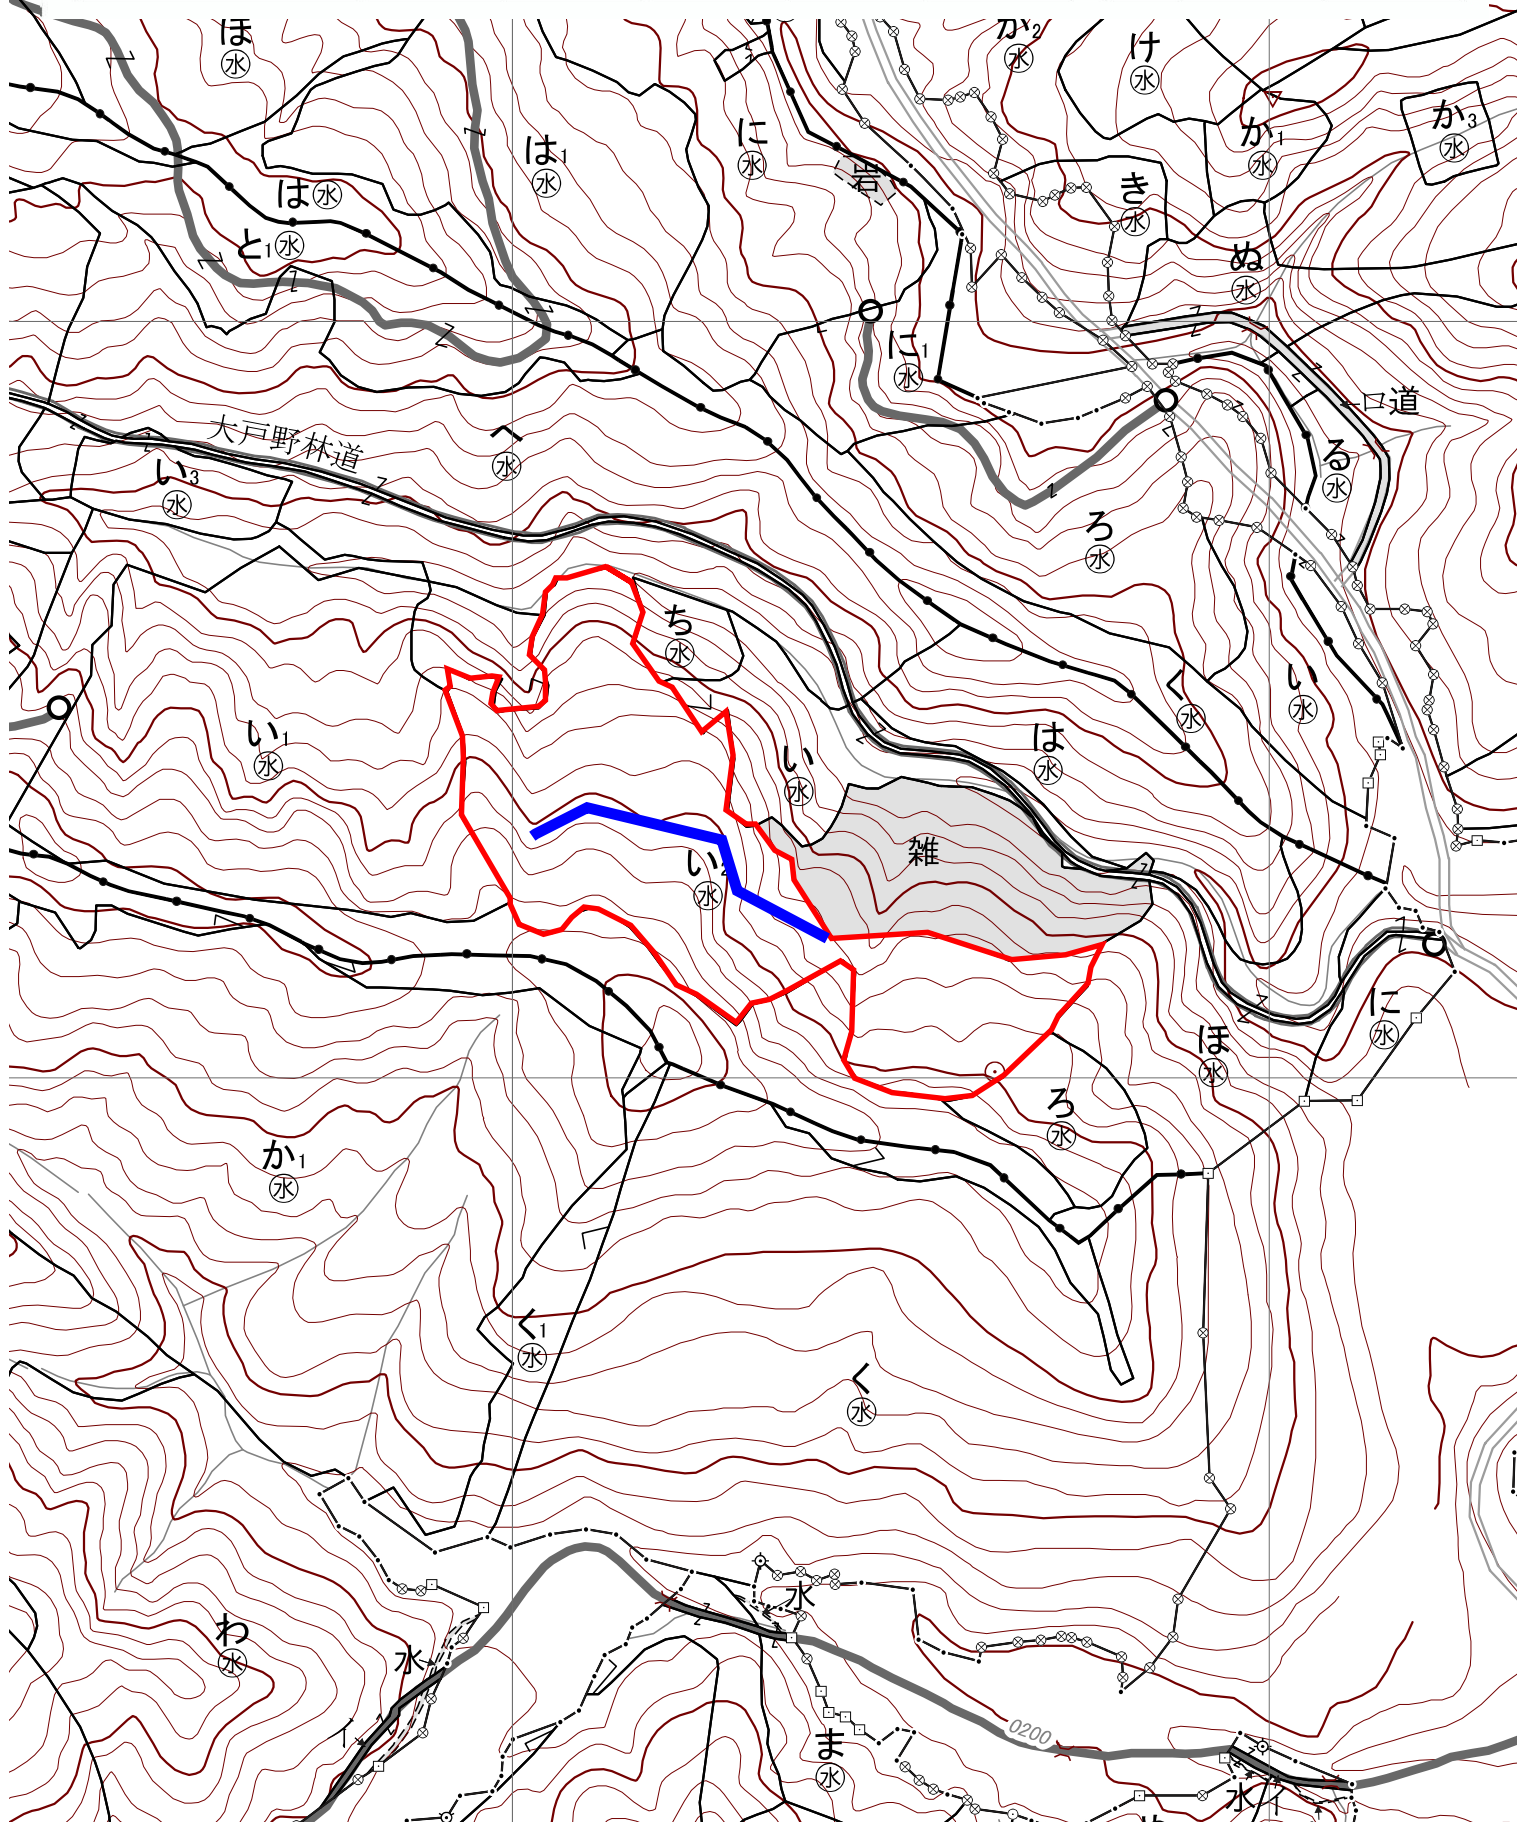 ほ
水
か2
水
け
水
か3
水
に
水
は1
水
か1
水
岩
き
水
は水
と1水
ぬ
水
に1
水
←口道
大戸野林道
へ
水
い3
水
る
水
ろ
水
ち
水
い
水
く
水
い1
水
い
水
は
水
雑
い2
水
に
水
ほ
水
ろ
水
か1
水
く1
水
く
水
水
わ
水
水
イ
0200
ま
水
水
イ